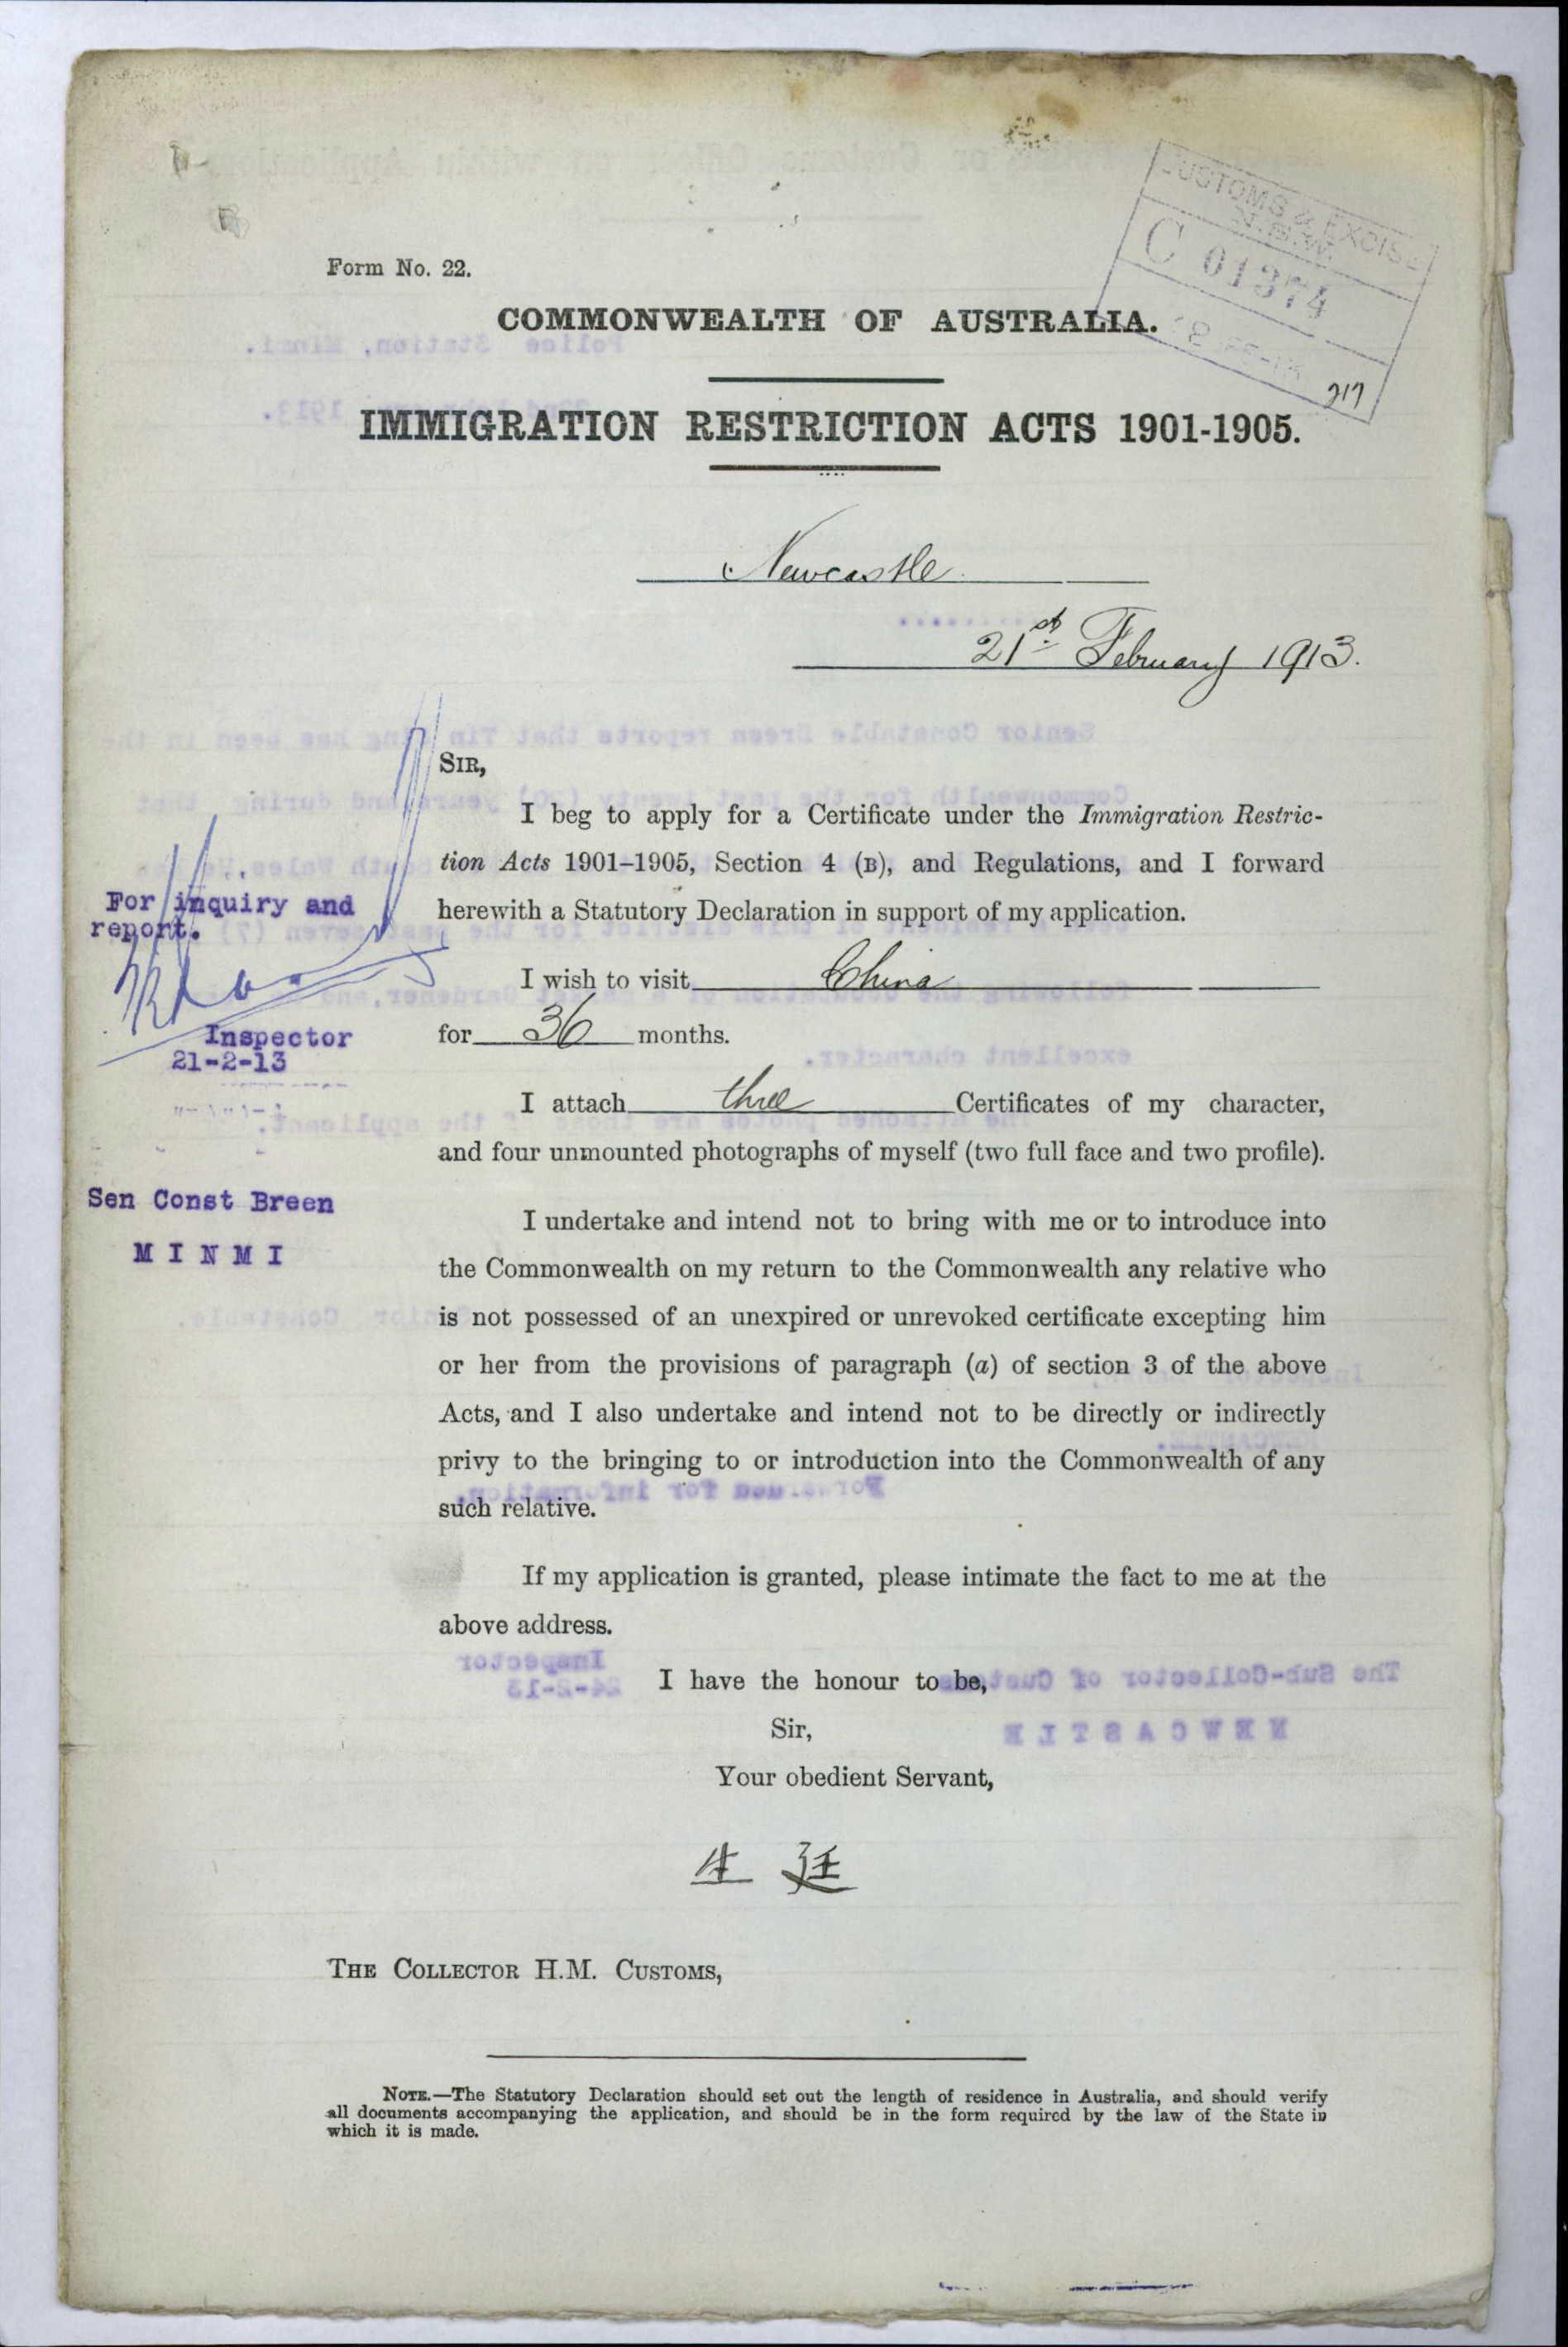 CUSTOMS & EXCISE
N.S.W.
C 01374
217
Form No. 22.
COMMONWEALTH OF AUSTRALIA.
IMMIGRATION RESTRICTION ACTS 1901-1905.
Newcastle
21st February 1913.
SIR,
I beg to apply for a Certificate under the Immigration Restric-
tion Acts 1901–1905, Section 4 (B), and Regulations, and I forward
herewith a Statutory Declaration in support of my application.
For inquiry and
report.
Inspector
21-2-13
Sen Const Breen
M I N M I
I wish to visit China
for 36 months.
I attach three Certificates of my character,
and four unmounted photographs of myself (two full face and two profile).
I undertake and intend not to bring with me or to introduce into
the Commonwealth on my return to the Commonwealth any relative who
is not possessed of an unexpired or unrevoked certificate excepting him
or her from the provisions of paragraph (a) of section 3 of the above
Acts, and I also undertake and intend not to be directly or indirectly
privy to the bringing to or introduction into the Commonwealth of any
such relative.
If my application is granted, please intimate the fact to me at the
above address.
I have the honour to be,
Sir,
Your obedient Servant,
生 廷
THE COLLECTOR H.M. CUSTOMS,
NOTE.—The Statutory Declaration should set out the length of residence in Australia, and should verify
all documents accompanying the application, and should be in the form required by the law of the State in
which it is made.